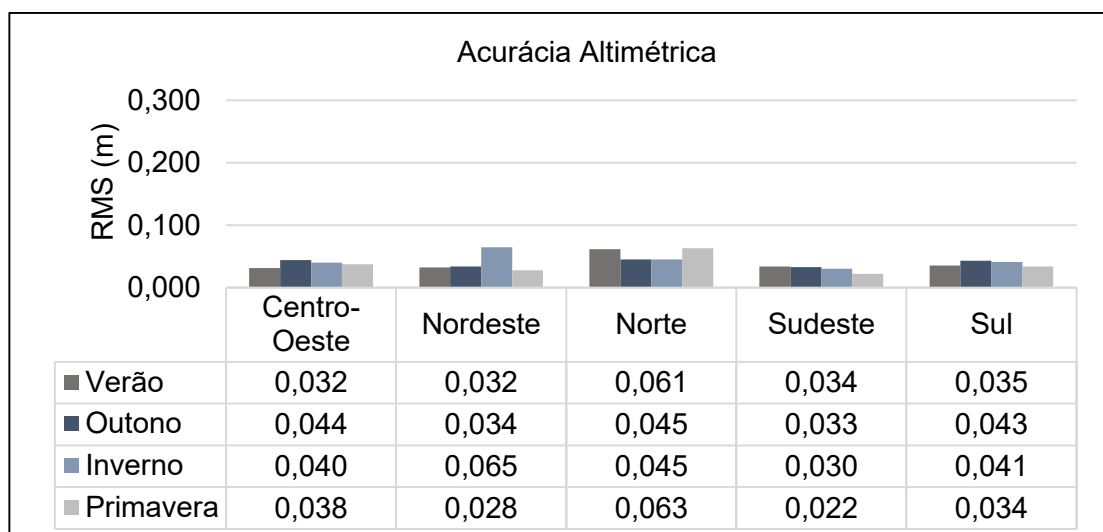 Acurácia Altimétrica
RMS (m)
0,300
0,200
0,100
0,000
Centro-
Oeste
Nordeste
Norte
Sudeste
Sul
Verão 0,032 0,032 0,061 0,034 0,035
Outono 0,044 0,034 0,045 0,033 0,043
Inverno 0,040 0,065 0,045 0,030 0,041
Primavera 0,038 0,028 0,063 0,022 0,034